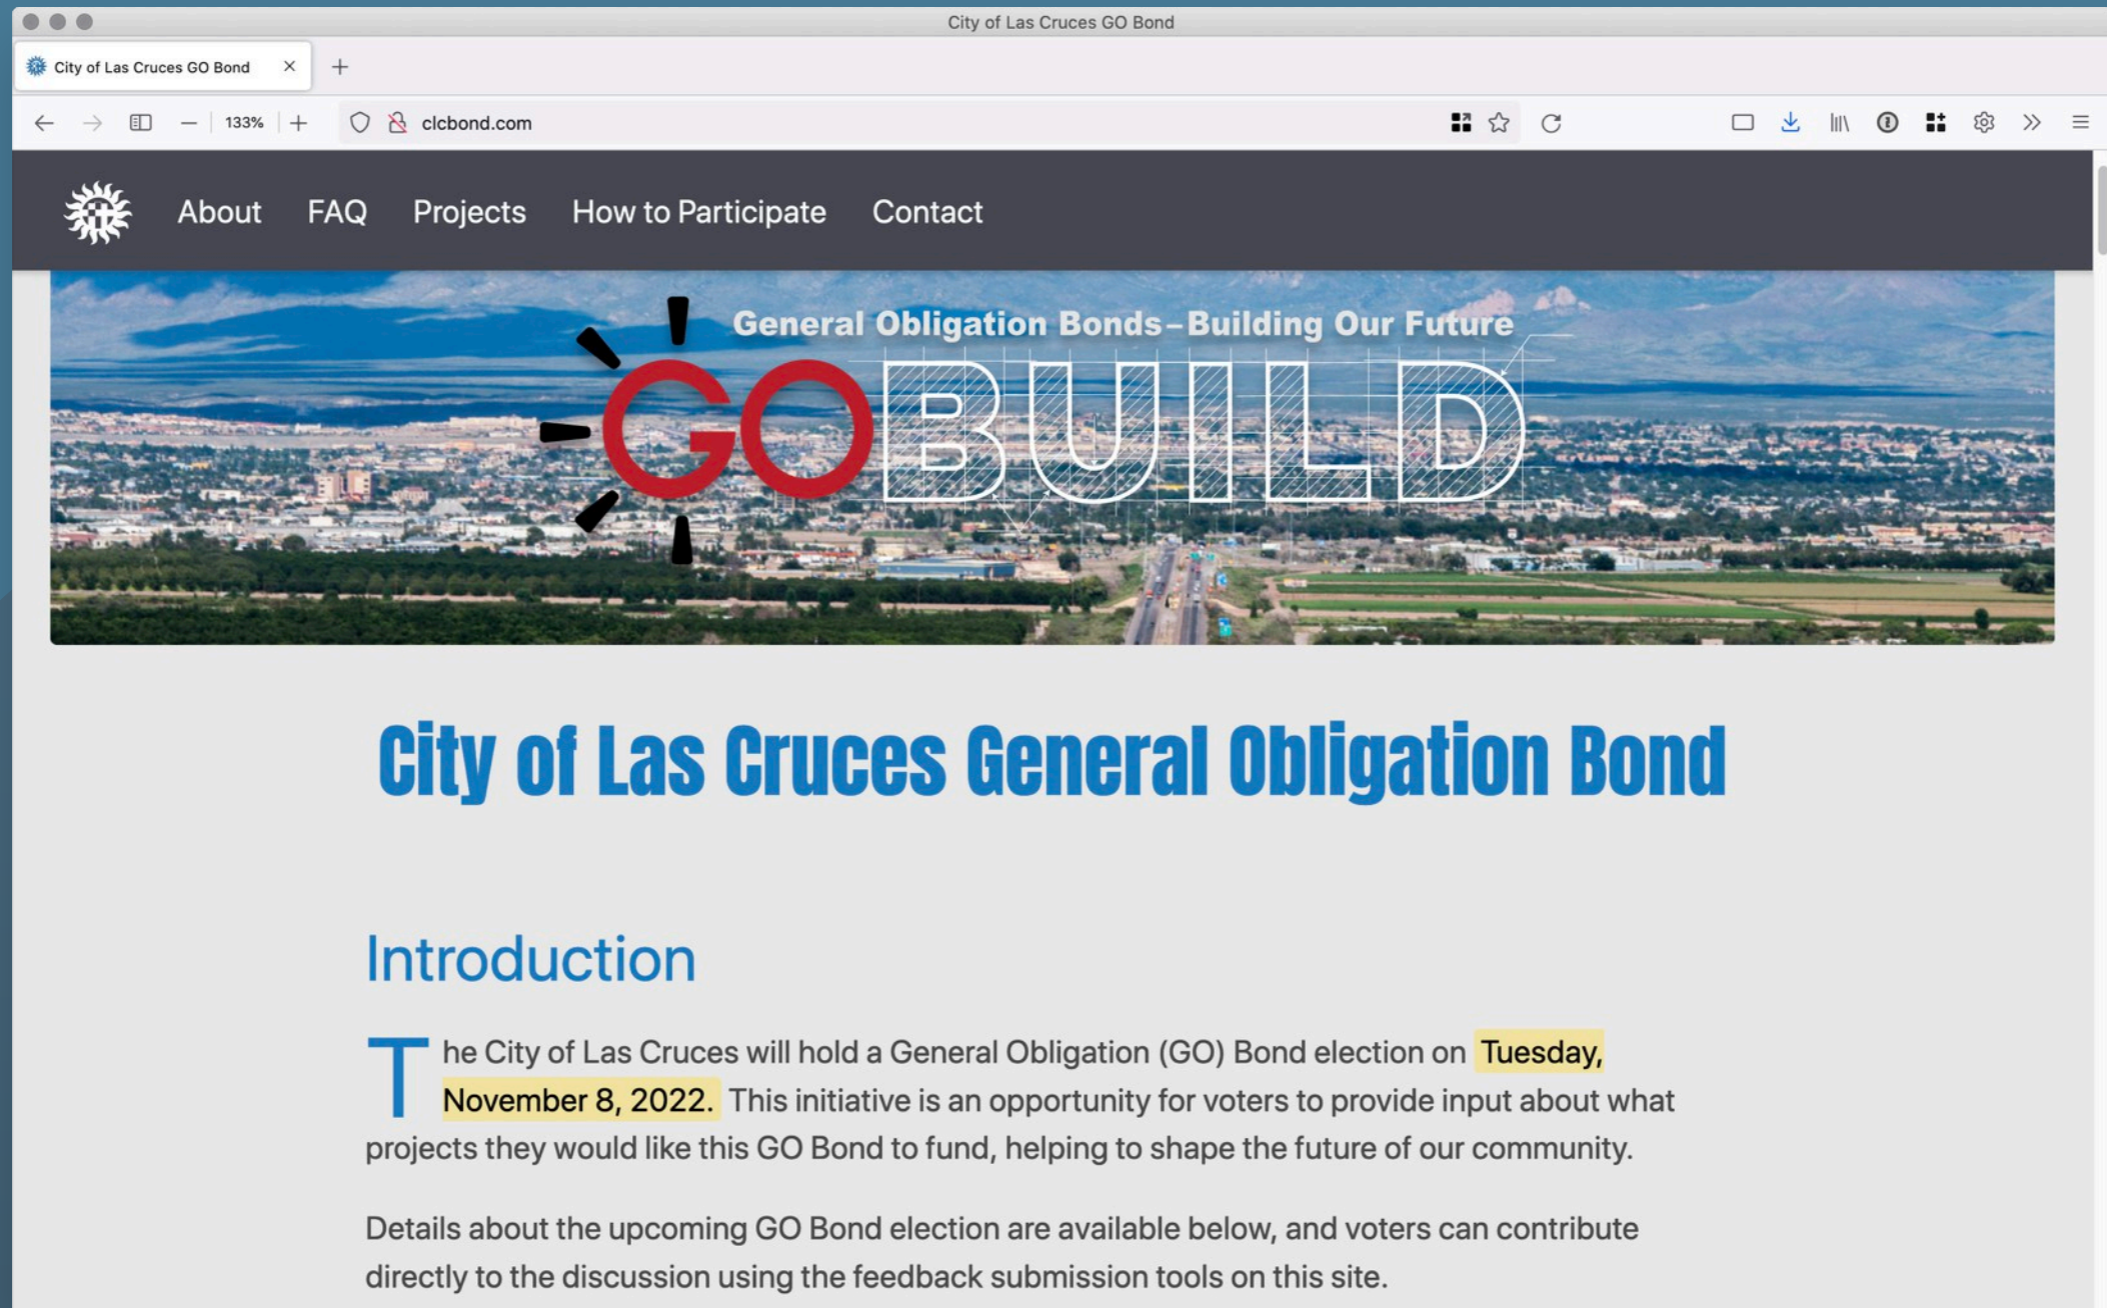 City of Las Cruces GO Bond
City of Las Cruces GO Bond
133%
clcbond.com
About FAQ Projects How to Participate Contact
General Obligation Bonds–Building Our Future
GOBUILD
City of Las Cruces General Obligation Bond
Introduction
The City of Las Cruces will hold a General Obligation (GO) Bond election on Tuesday,
November 8, 2022. This initiative is an opportunity for voters to provide input about what
projects they would like this GO Bond to fund, helping to shape the future of our community.
Details about the upcoming GO Bond election are available below, and voters can contribute
directly to the discussion using the feedback submission tools on this site.